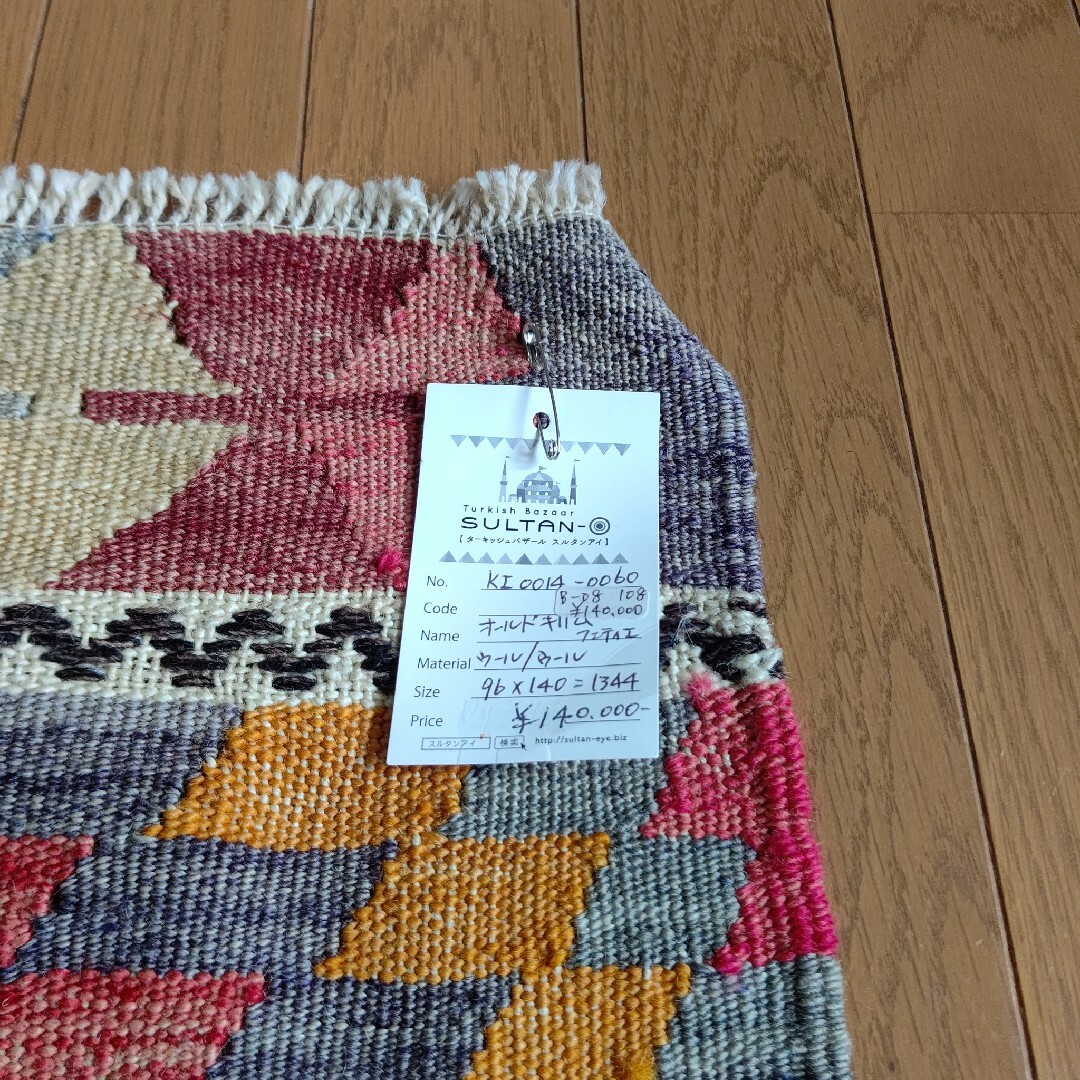 Turkish Bazaar
SULTAN-
【ターキッシュバザール スルタンアイ】
No. KI0014-0060
Code B-08 108
¥140.000
Name オールドキリム
Material ウール/ウール
Size 96×140=1344
Price ¥140.000-
スルタンアイ 検索 http://sultan-eye.biz